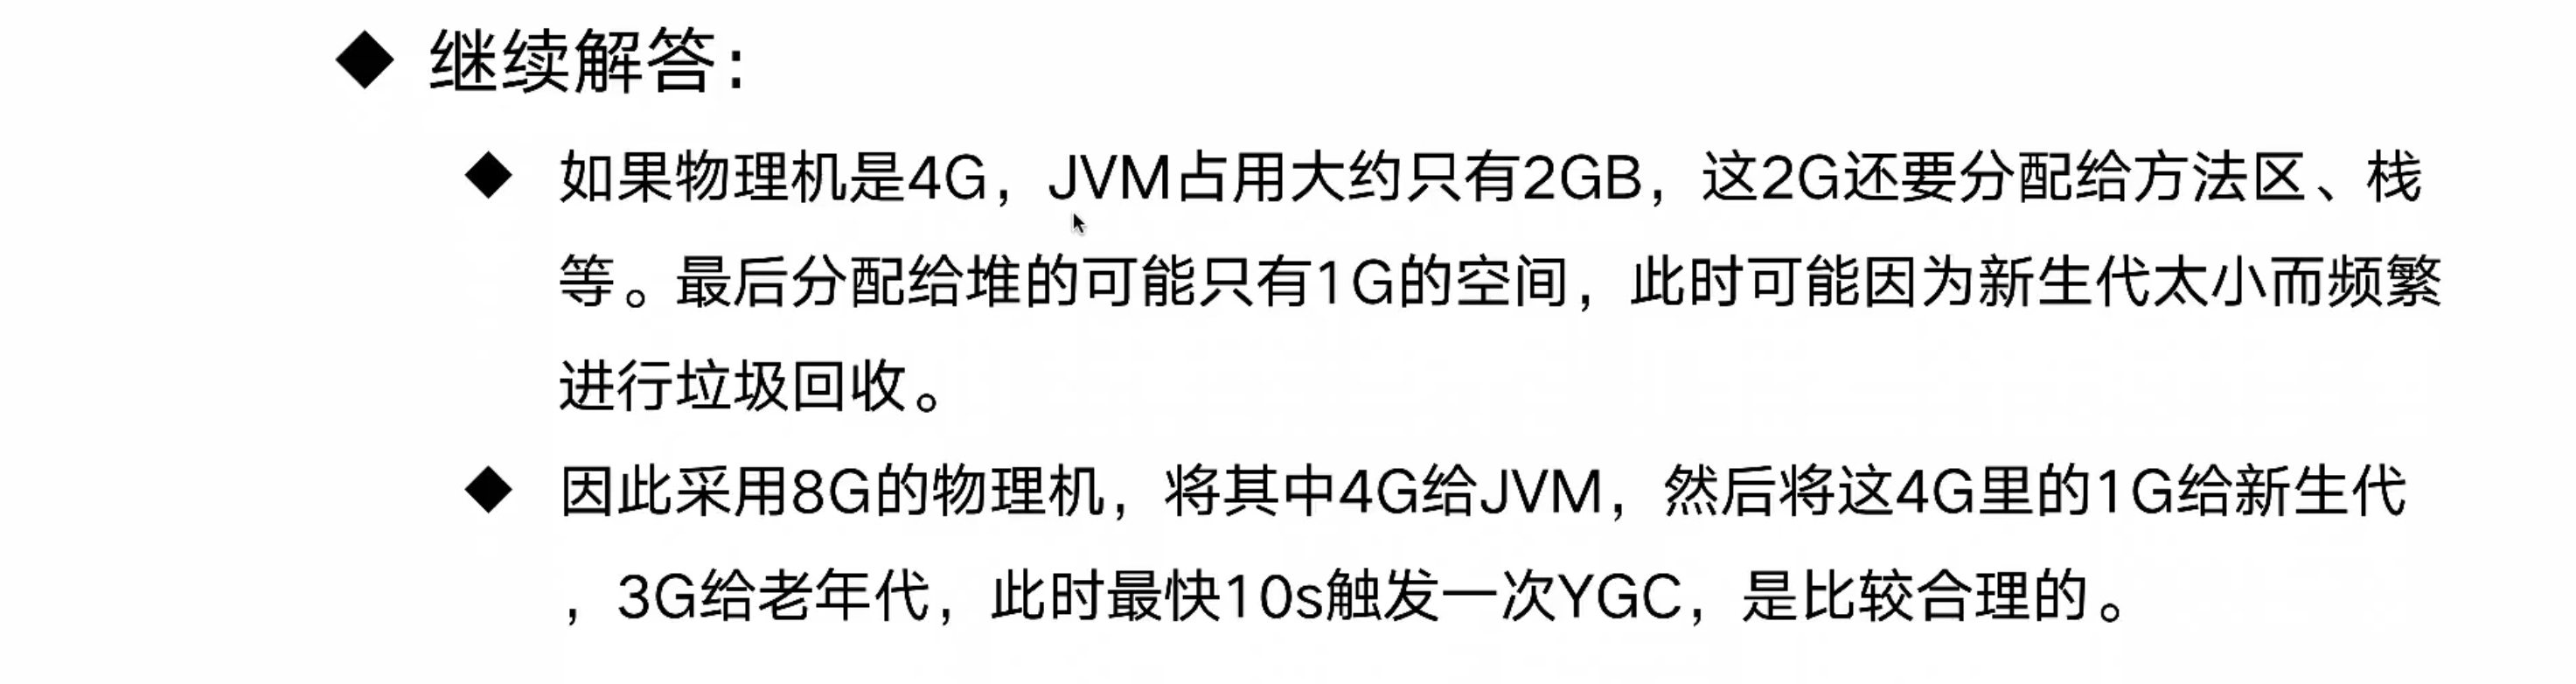 继续解答：
如果物理机是4G，JVM占用大约只有2GB，这2G还要分配给方法区、栈
等。最后分配给堆的可能只有1G的空间，此时可能因为新生代太小而频繁
进行垃圾回收。
因此采用8G的物理机，将其中4G给JVM，然后将这4G里的1G给新生代
，3G给老年代，此时最快10s触发一次YGC，是比较合理的。